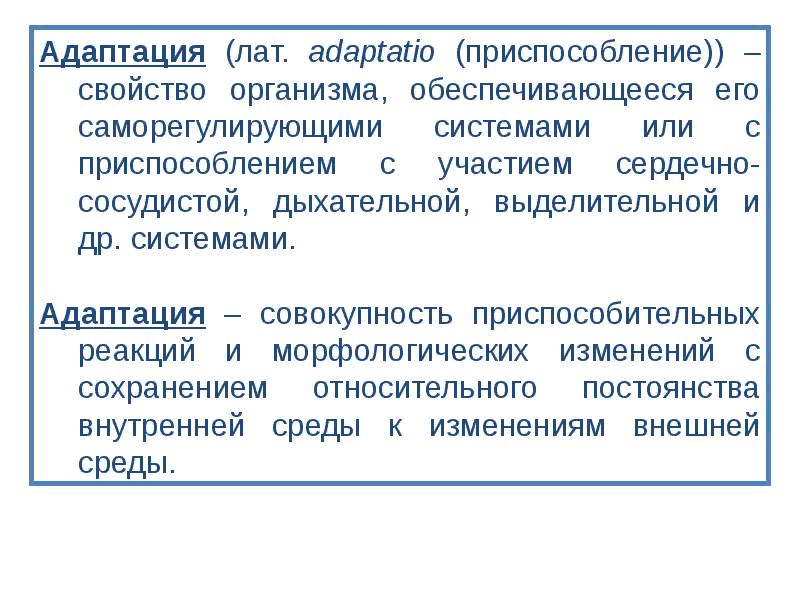 Адаптация (лат. adaptatio (приспособление)) –
свойство организма, обеспечивающееся его
саморегулирующими системами или с
приспособлением с участием сердечно-
сосудистой, дыхательной, выделительной и
др. системами.
Адаптация – совокупность приспособительных
реакций и морфологических изменений с
сохранением относительного постоянства
внутренней среды к изменениям внешней
среды.